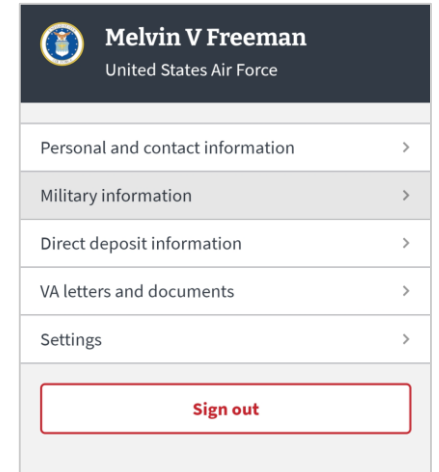 Melvin V Freeman
United States Air Force
Personal and contact information
Military information
Direct deposit information
VA letters and documents
Settings
Sign out